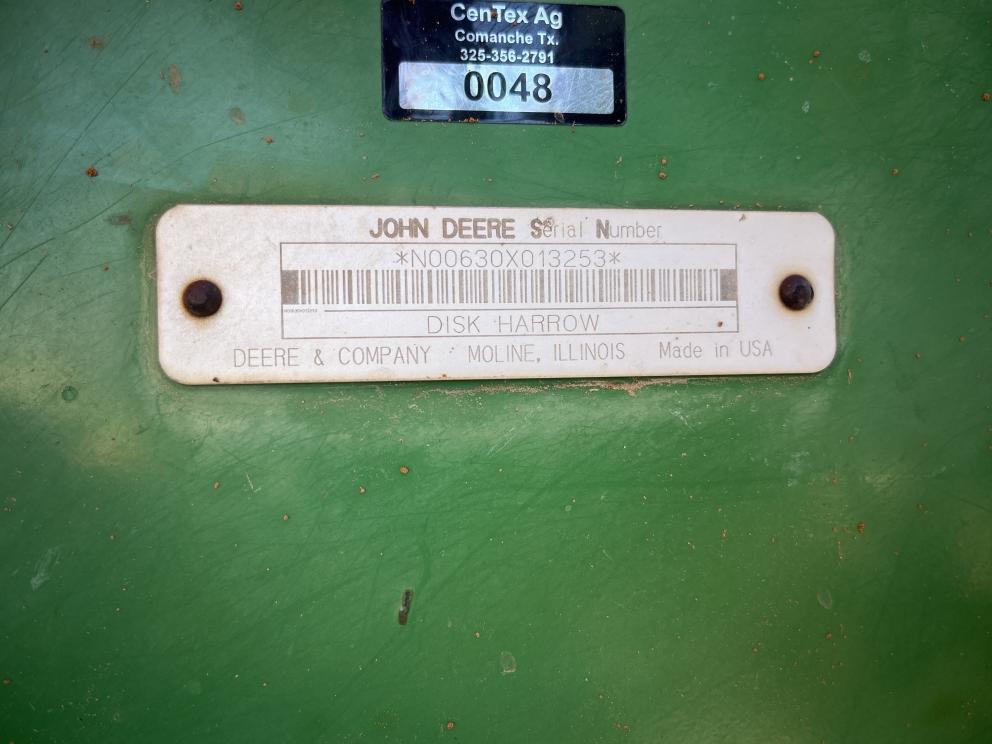 CenTex Ag
Comanche Tx.
325-356-2791
0048
JOHN DEERE Serial Number
*N00630X013253*
DISK HARROW
DEERE & COMPANY MOLINE, ILLINOIS Made in USA